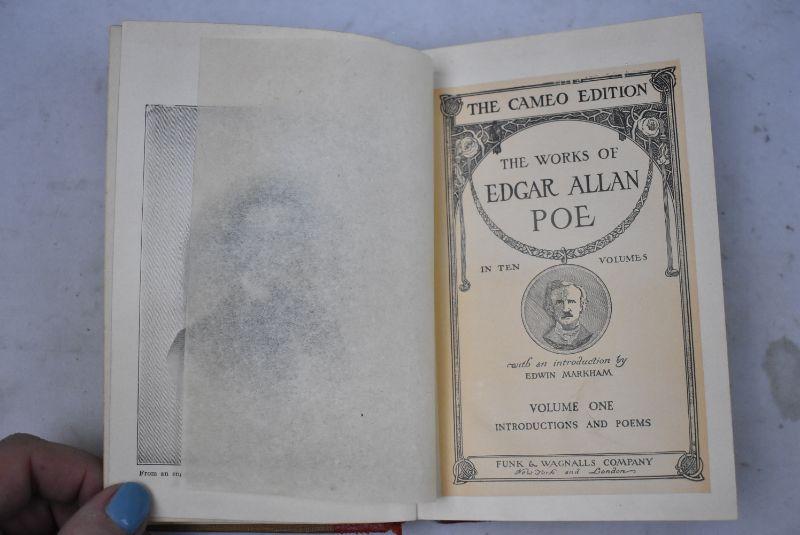 From an en
THE CAMEO EDITION
THE WORKS OF
EDGAR ALLAN
POE
IN TEN VOLUMES
with an introduction by
EDWIN MARKHAM
VOLUME ONE
INTRODUCTIONS AND POEMS
FUNK & WAGNALLS COMPANY
New York and London